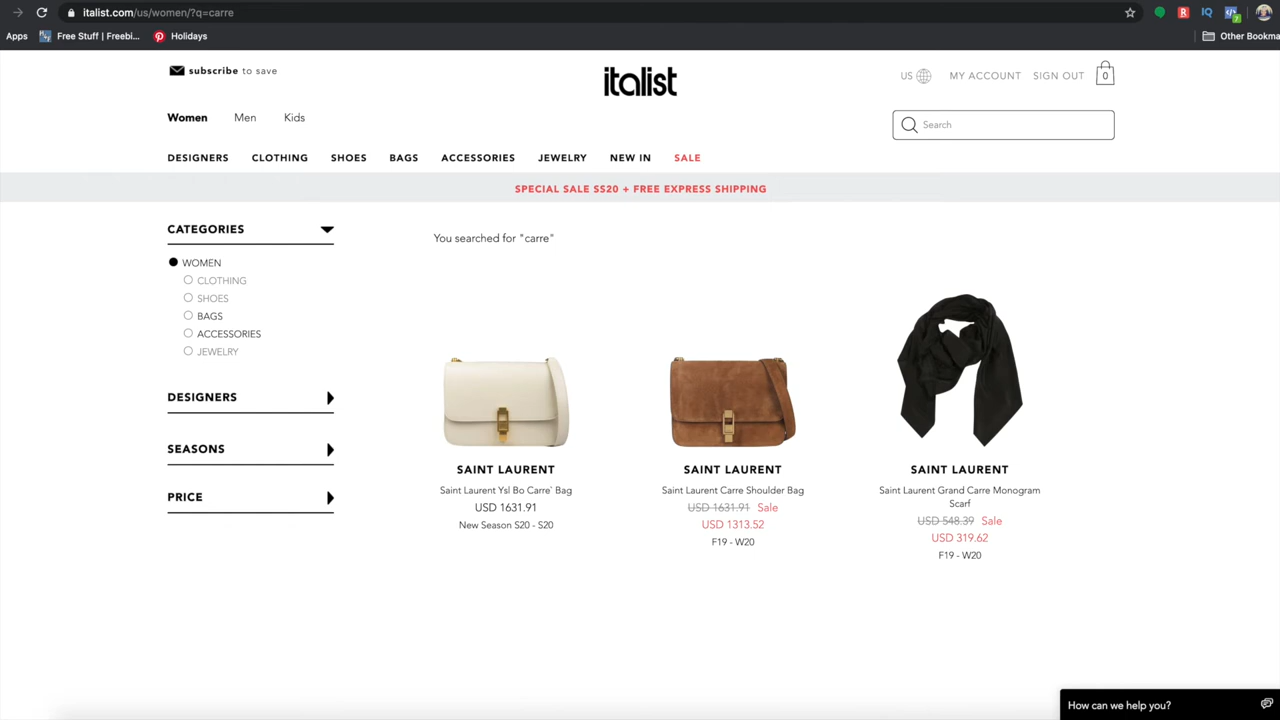 italist.com/us/women/?q=carre
7
Apps
Free Stuff | Freebi...
Holidays
Other Bookma
subscribe to save
italist
US
MY ACCOUNT
SIGN OUT
0
Women
Men
Kids
Search
DESIGNERS
CLOTHING
SHOES
BAGS
ACCESSORIES
JEWELRY
NEW IN
SALE
SPECIAL SALE SS20 + FREE EXPRESS SHIPPING
CATEGORIES
WOMEN
CLOTHING
SHOES
BAGS
ACCESSORIES
JEWELRY
DESIGNERS
SEASONS
PRICE
You searched for "carre"
SAINT LAURENT
Saint Laurent Ysl Bo Carre` Bag
USD 1631.91
New Season S20 - S20
SAINT LAURENT
Saint Laurent Carre Shoulder Bag
USD 1631.91 Sale
USD 1313.52
F19 - W20
SAINT LAURENT
Saint Laurent Grand Carre Monogram
Scarf
USD 548.39 Sale
USD 319.62
F19 - W20
How can we help you?